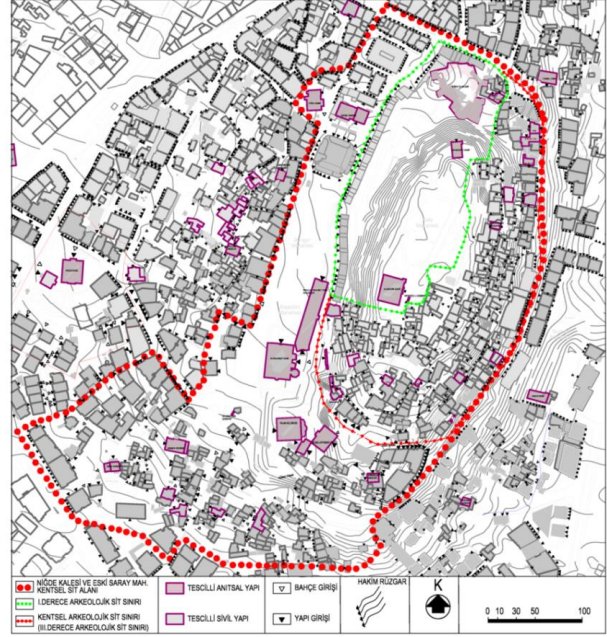 NİĞDE KALESİ VE ESKİ SARAY MAH.
KENTSEL SİT ALANI
I.DERECE ARKEOLOJİK SİT SINIRI
KENTSEL ARKEOLOJİK SİT SINIRI
(III.DERECE ARKEOLOJİK SİT SINIRI)
TESCİLLİ ANITSAL YAPI
TESCİLLİ SİVİL YAPI
BAHÇE GİRİŞİ
YAPI GİRİŞİ
HAKİM RÜZGAR
K
0 10 30 50 100